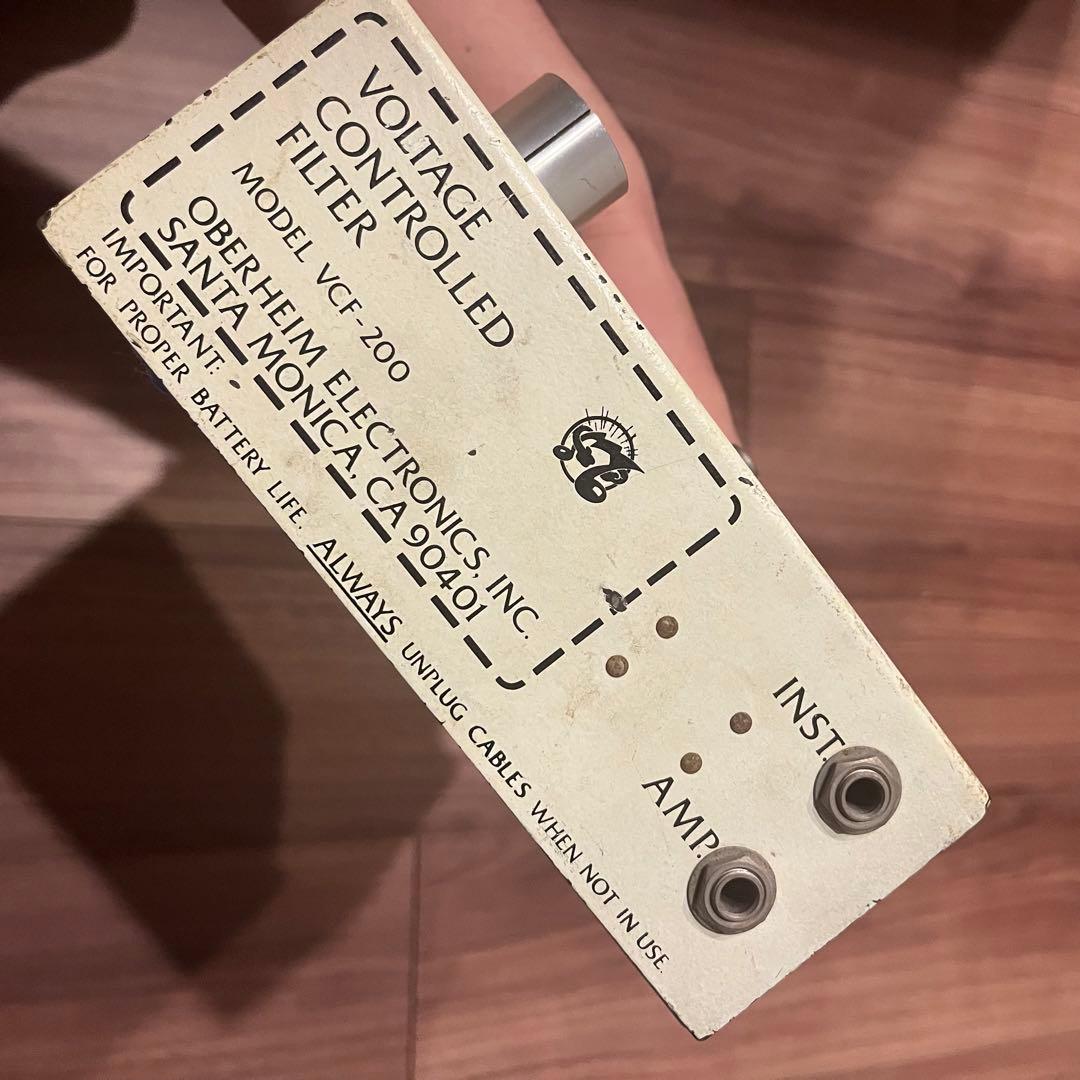 VOLTAGE
CONTROLLED
FILTER
MODEL VCF-200
OBERHEIM ELECTRONICS, INC.
SANTA MONICA, CA 90401
IMPORTANT:
FOR PROPER BATTERY LIFE. ALWAYS UNPLUG CABLES WHEN NOT IN USE.
INST.
AMP.